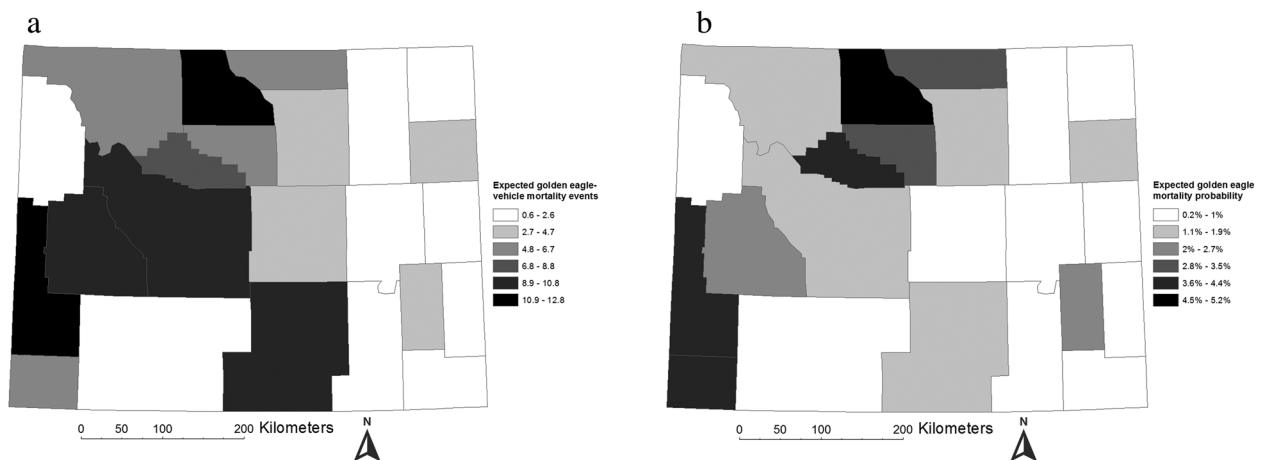 a
Expected golden eagle-
vehicle mortality events
0.6 - 2.6
2.7 - 4.7
4.8 - 6.7
6.8 - 8.8
8.9 - 10.8
10.9 - 12.8
0 50 100 200 Kilometers
N
b
Expected golden eagle
mortality probability
0.2% - 1%
1.1% - 1.9%
2% - 2.7%
2.8% - 3.5%
3.6% - 4.4%
4.5% - 5.2%
0 50 100 200 Kilometers
N